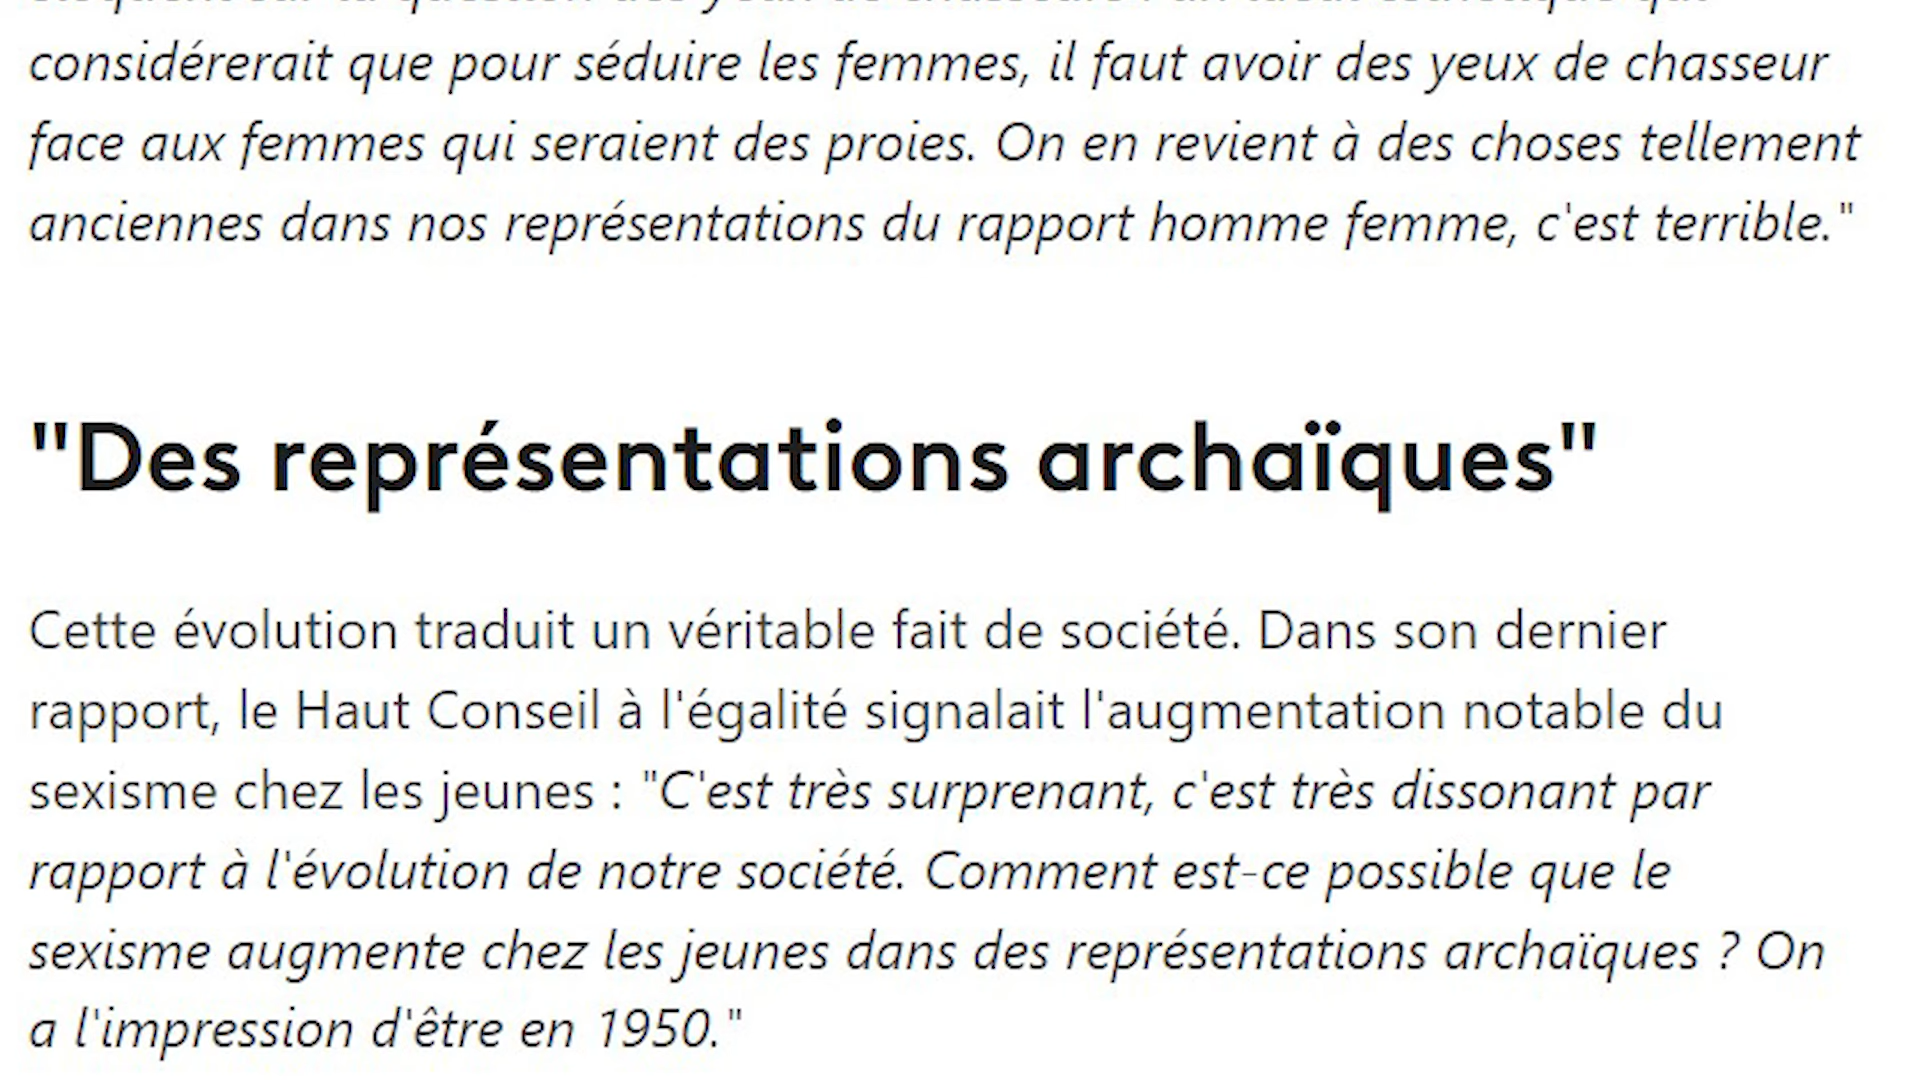 considérerait que pour séduire les femmes, il faut avoir des yeux de chasseur
face aux femmes qui seraient des proies. On en revient à des choses tellement
anciennes dans nos représentations du rapport homme femme, c'est terrible."
"Des représentations archaïques"
Cette évolution traduit un véritable fait de société. Dans son dernier
rapport, le Haut Conseil à l'égalité signalait l'augmentation notable du
sexisme chez les jeunes : "C'est très surprenant, c'est très dissonant par
rapport à l'évolution de notre société. Comment est-ce possible que le
sexisme augmente chez les jeunes dans des représentations archaïques ? On
a l'impression d'être en 1950."